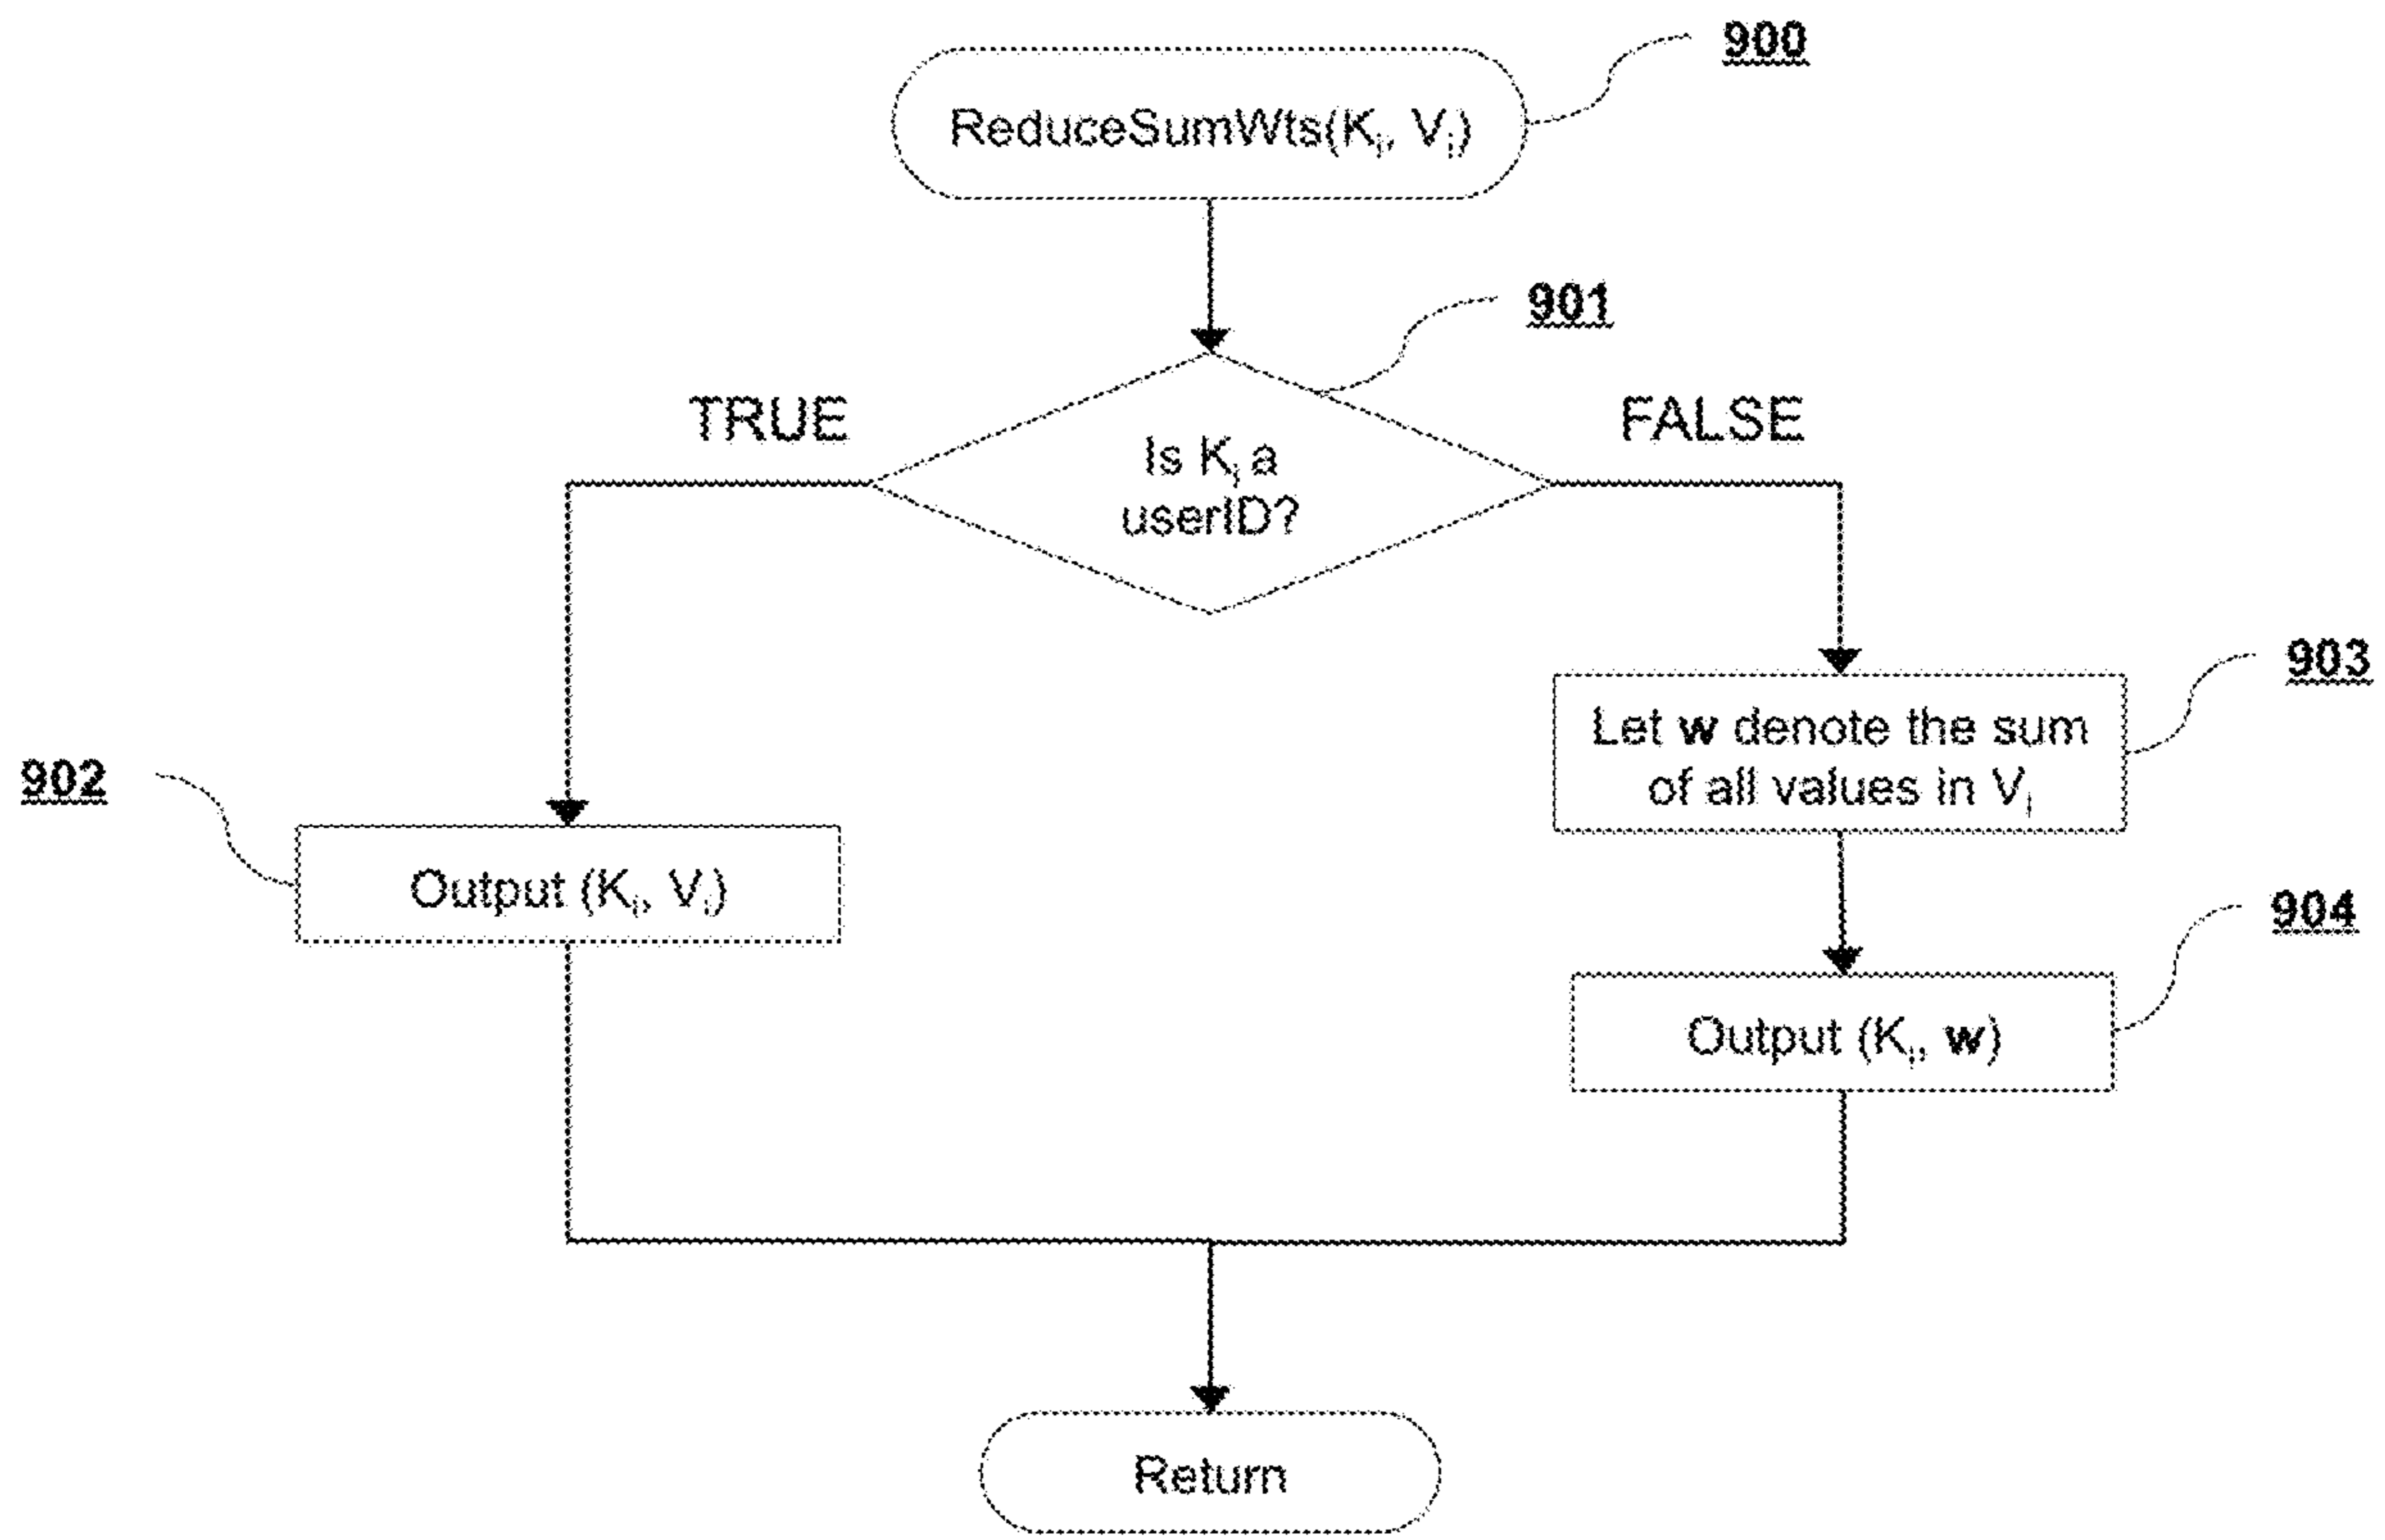 900
ReduceSumWts(Ki, Vi)
901
TRUE
FALSE
Is Ki a
userID?
903
Let w denote the sum
of all values in Vi
902
Output (Ki, Vi)
904
Output (Ki, w)
Return